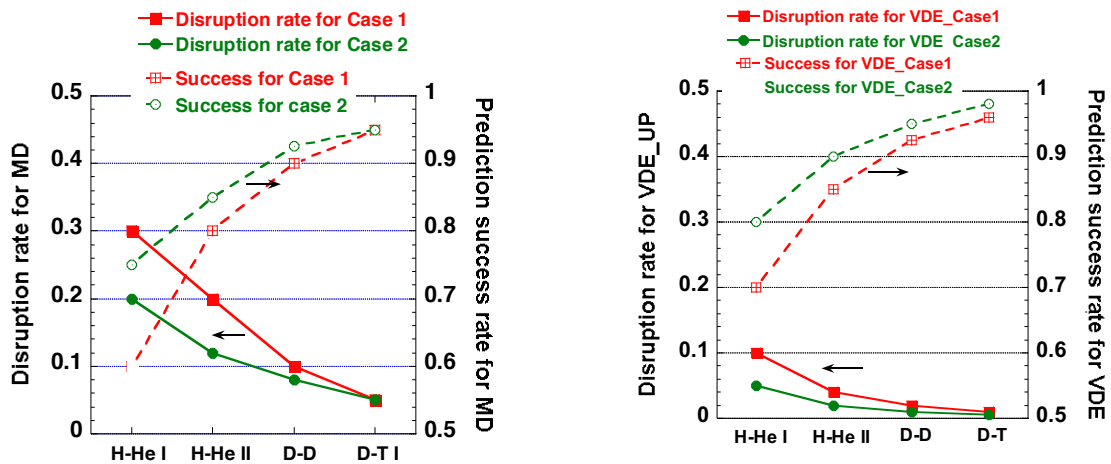 Disruption rate for Case 1
Disruption rate for Case 2
Success for Case 1
Success for case 2
Disruption rate for MD
0.5
0.4
0.3
0.2
0.1
0
1
0.9
0.8
0.7
0.6
0.5
Prediction success rate for MD
H-He I
H-He II
D-D
D-T I
Disruption rate for VDE_Case1
Disruption rate for VDE_Case2
Success for VDE_Case1
Success for VDE_Case2
Disruption rate for VDE_UP
0.5
0.4
0.3
0.2
0.1
0
1
0.9
0.8
0.7
0.6
0.5
Prediction success rate for VDE
H-He I
H-He II
D-D
D-T